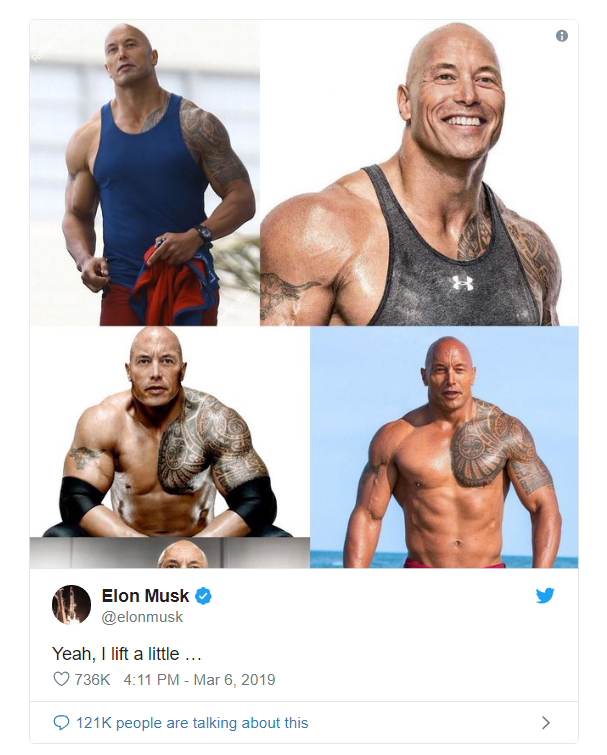 Elon Musk
@elonmusk
Yeah, I lift a little …
736K 4:11 PM - Mar 6, 2019
121K people are talking about this